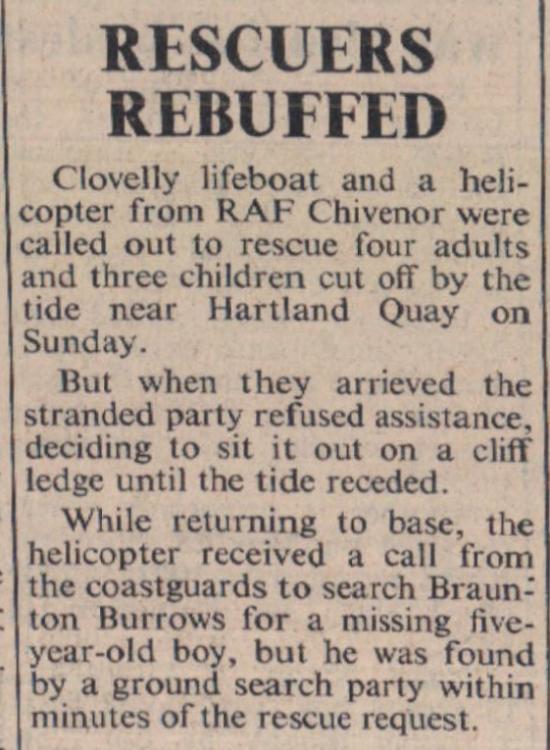 RESCUERS
REBUFFED
Clovelly lifeboat and a heli-
copter from RAF Chivenor were
called out to rescue four adults
and three children cut off by the
tide near Hartland Quay on
Sunday.
But when they arrieved the
stranded party refused assistance,
deciding to sit it out on a cliff
ledge until the tide receded.
While returning to base, the
helicopter received a call from
the coastguards to search Braun-
ton Burrows for a missing five-
year-old boy, but he was found
by a ground search party within
minutes of the rescue request.